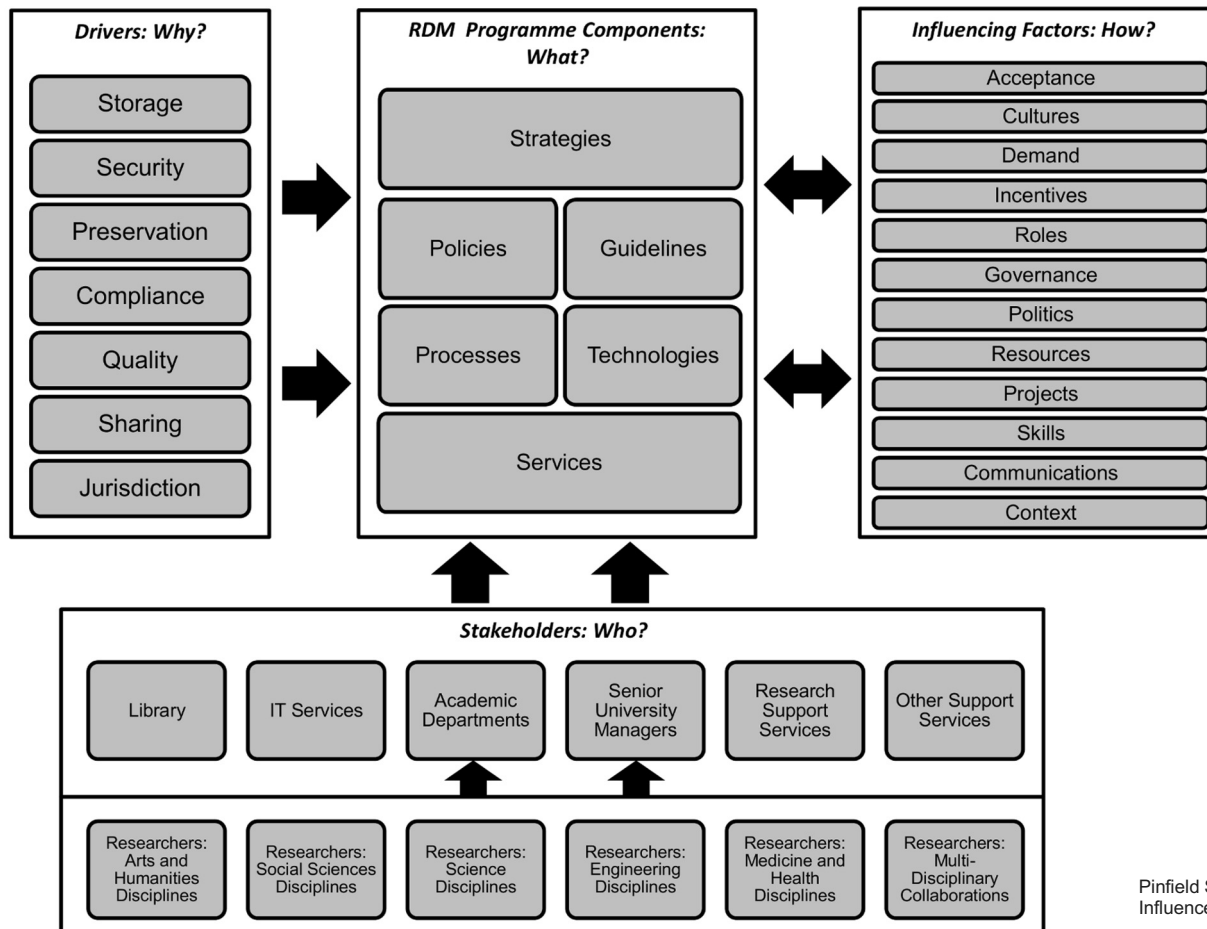 Drivers: Why?
Storage
Security
Preservation
Compliance
Quality
Sharing
Jurisdiction
RDM Programme Components:
What?
Strategies
Policies
Guidelines
Processes
Technologies
Services
Influencing Factors: How?
Acceptance
Cultures
Demand
Incentives
Roles
Governance
Politics
Resources
Projects
Skills
Communications
Context
Stakeholders: Who?
Library
IT Services
Academic
Departments
Senior
University
Managers
Research
Support
Services
Other Support
Services
Researchers:
Arts and
Humanities
Disciplines
Researchers:
Social Sciences
Disciplines
Researchers:
Science
Disciplines
Researchers:
Engineering
Disciplines
Researchers:
Medicine and
Health
Disciplines
Researchers:
Multi-
Disciplinary
Collaborations
Pinfield
Influence